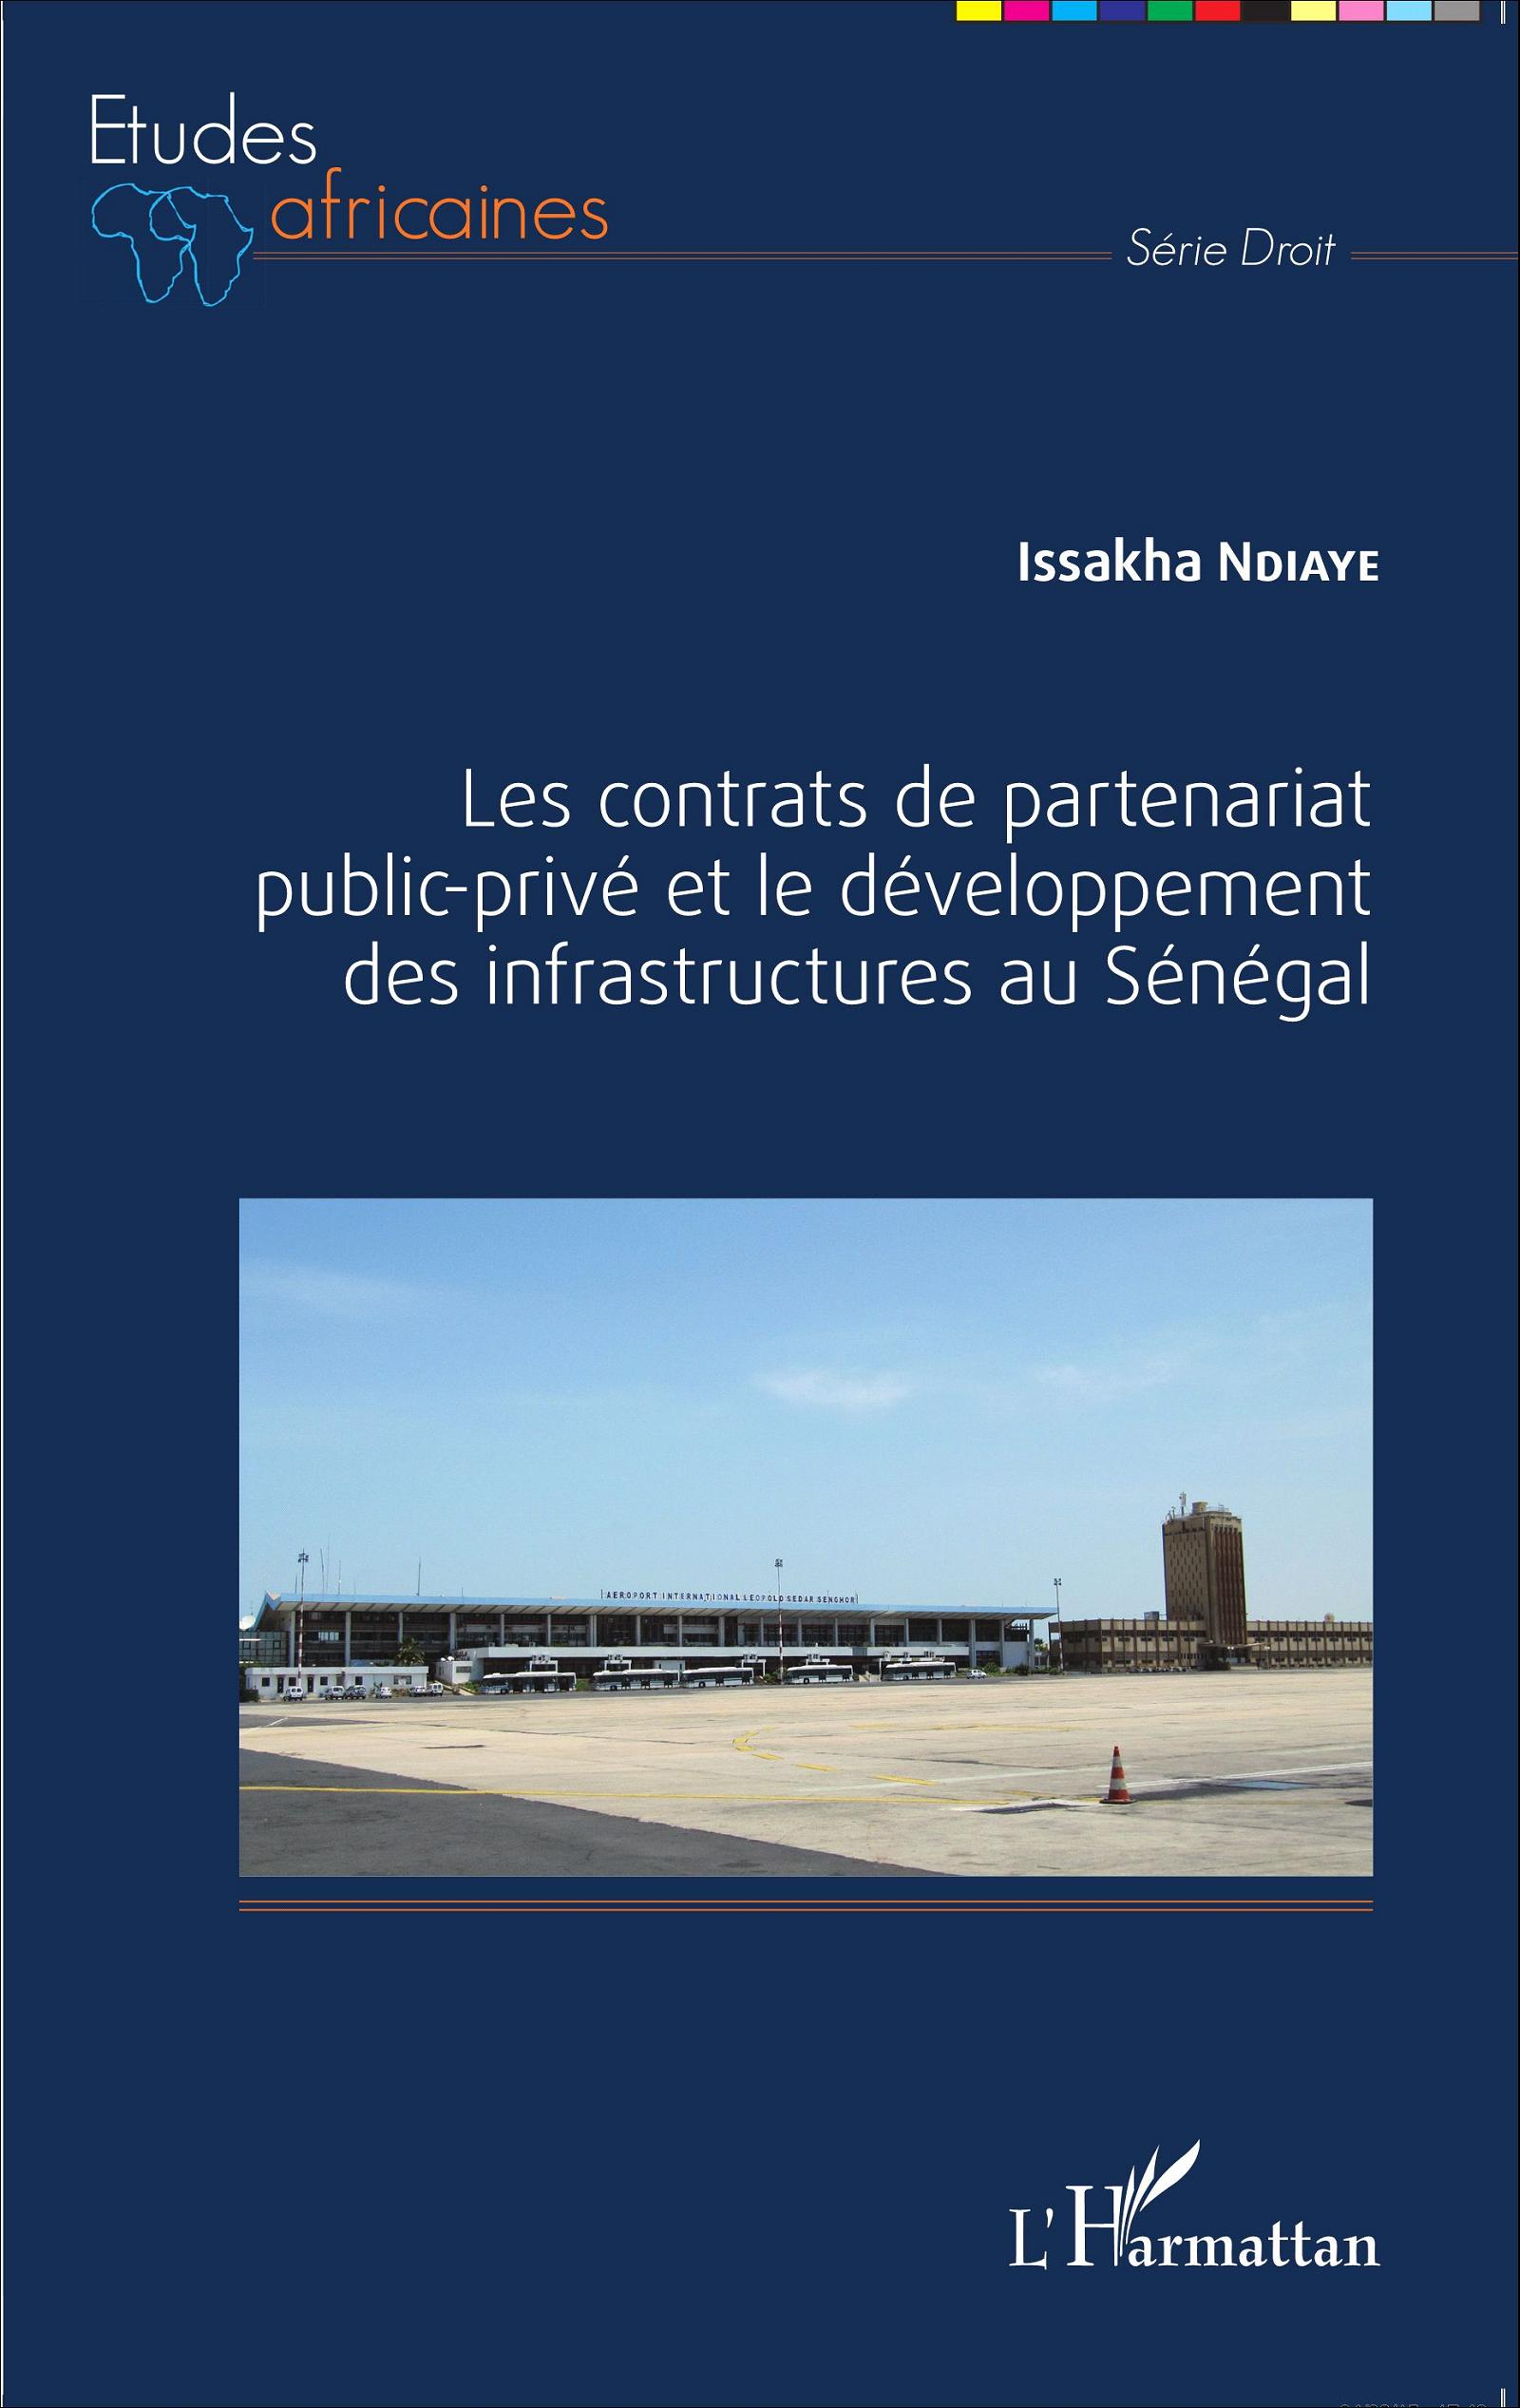 Etudes
africaines
Série Droit
Issakha NDIAYE
Les contrats de partenariat
public-privé et le développement
des infrastructures au Sénégal
AEROPORT INTERNATIONAL LEOPOLD SEDAR SENGHOR
L'Harmattan